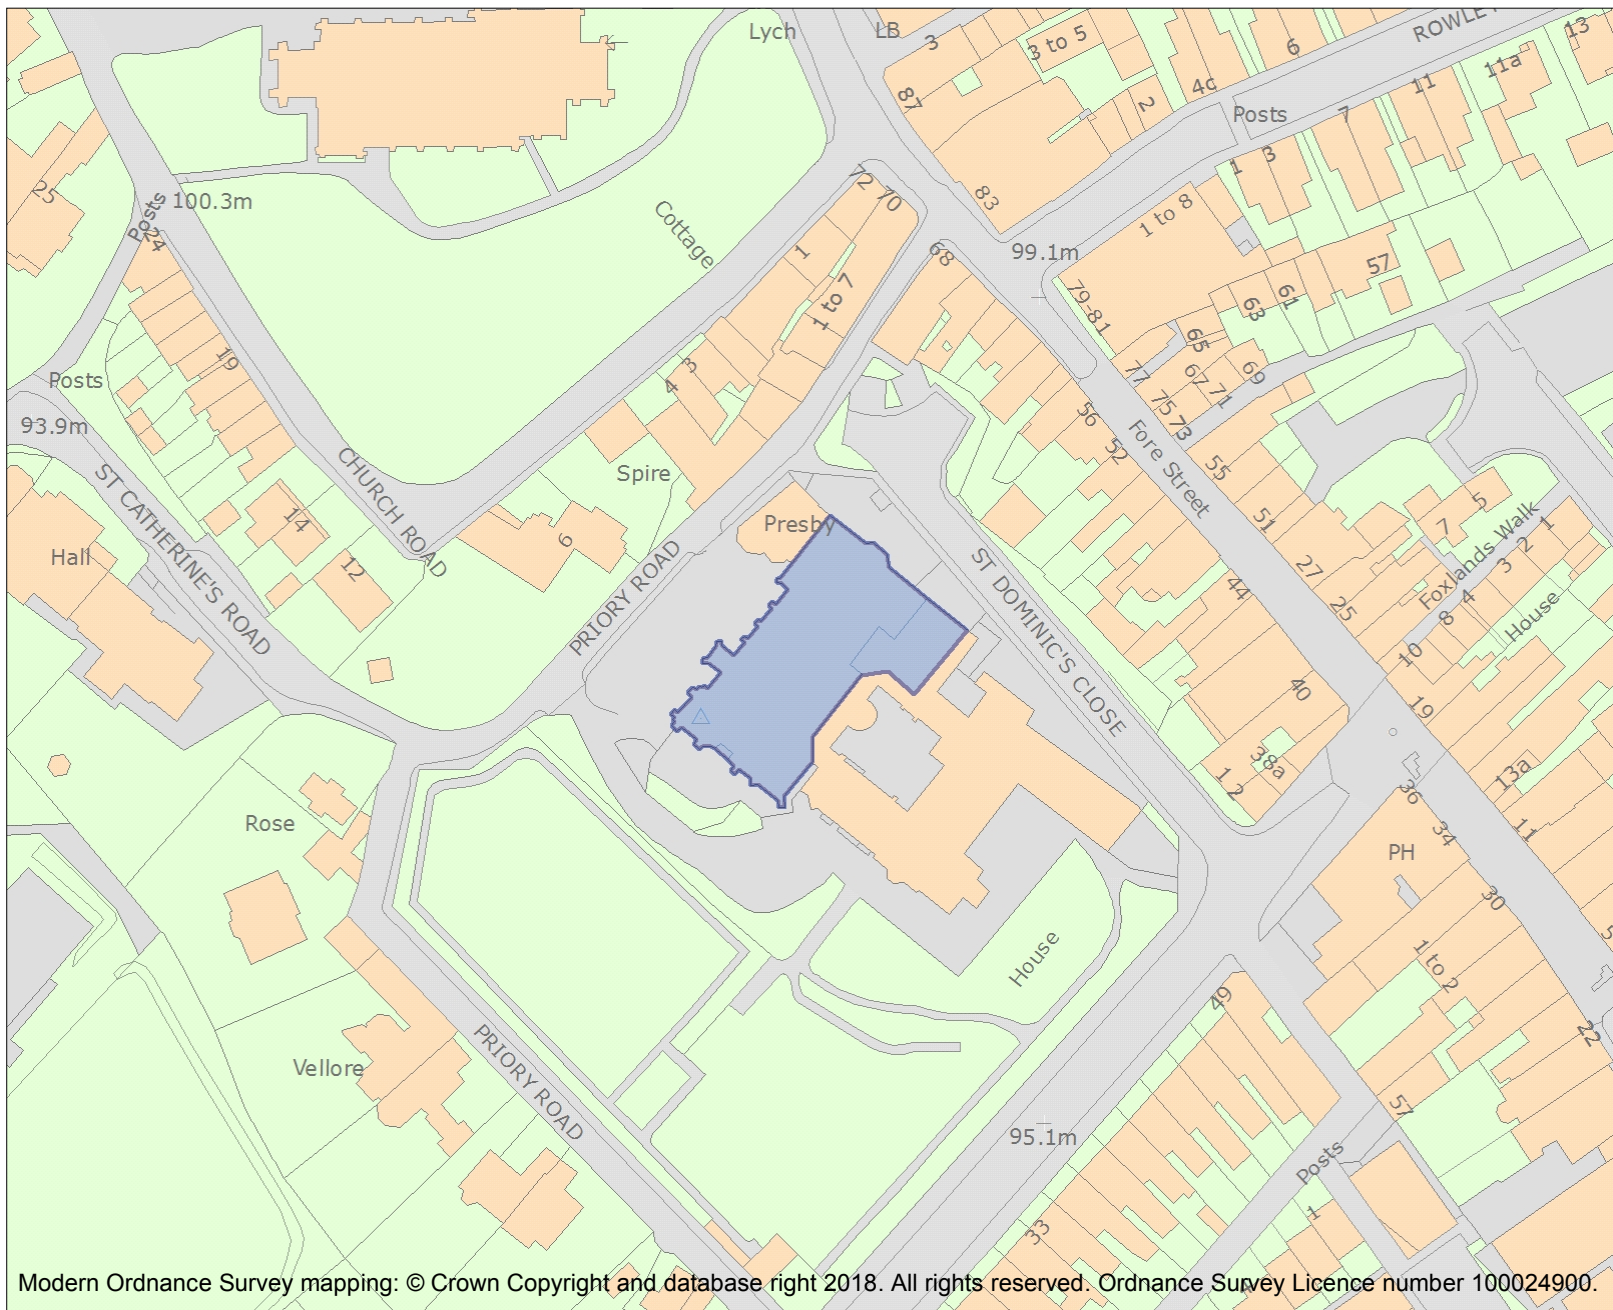 Lych
LB
3
3 to 5
6
ROWLE
13
87
2
4c
11
11a
Posts
7
25
Posts
100.3m
24
Cottage
72
70
83
1
3
1 to 8
1
68
99.1m
57
1 to 7
79-81
63
61
65
19
Posts
4
3
77
67
69
71
75
73
56
52
93.9m
Fore Street
55
CHURCH ROAD
Spire
ST CATHERINE'S ROAD
14
Presby
51
5
7
1
Hall
12
6
PRIORY ROAD
ST DOMINIC'S CLOSE
27
Foxlands Walk
2
3
44
25
4
8
House
10
40
19
38a
1
2
13a
36
Rose
34
11
PH
30
5
House
1 to 2
49
22
Vellore
PRIORY ROAD
57
95.1m
Posts
33
1
4
Modern Ordnance Survey mapping: © Crown Copyright and database right 2018. All rights reserved. Ordnance Survey Licence number 100024900.